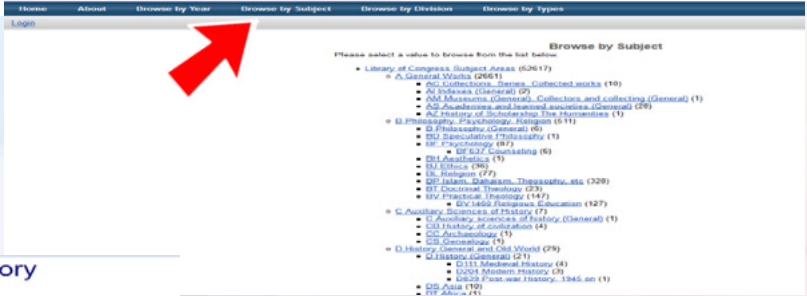 Home About Browse by Year Browse by Subject Browse by Division Browse by Types
Login
Browse by Subject
Please select a value to browse from the list below.
Library of Congress Subject Areas (52617)
A General Works (2661)
AC Collections. Series. Collected works (10)
AI Indexes (General) (2)
AM Museums (General). Collectors and collecting (General) (1)
AS Academies and learned societies (General) (28)
AZ History of Scholarship The Humanities (1)
B Philosophy. Psychology. Religion (611)
B Philosophy (General) (6)
BD Speculative Philosophy (1)
BF Psychology (87)
BF637 Counseling (6)
BH Aesthetics (1)
BJ Ethics (36)
BL Religion (77)
BP Islam. Bahaism. Theosophy, etc (328)
BT Doctrinal Theology (23)
BV Practical Theology (147)
BV1460 Religious Education (127)
C Auxiliary Sciences of History (7)
C Auxiliary sciences of history (General) (1)
CB History of civilization (4)
CC Archaeology (1)
CS Genealogy (1)
D History General and Old World (29)
D History (General) (21)
D111 Medieval History (4)
D204 Modern History (3)
D839 Post-war History, 1945 on (1)
DS Asia (10)
DT Africa (1)
ory